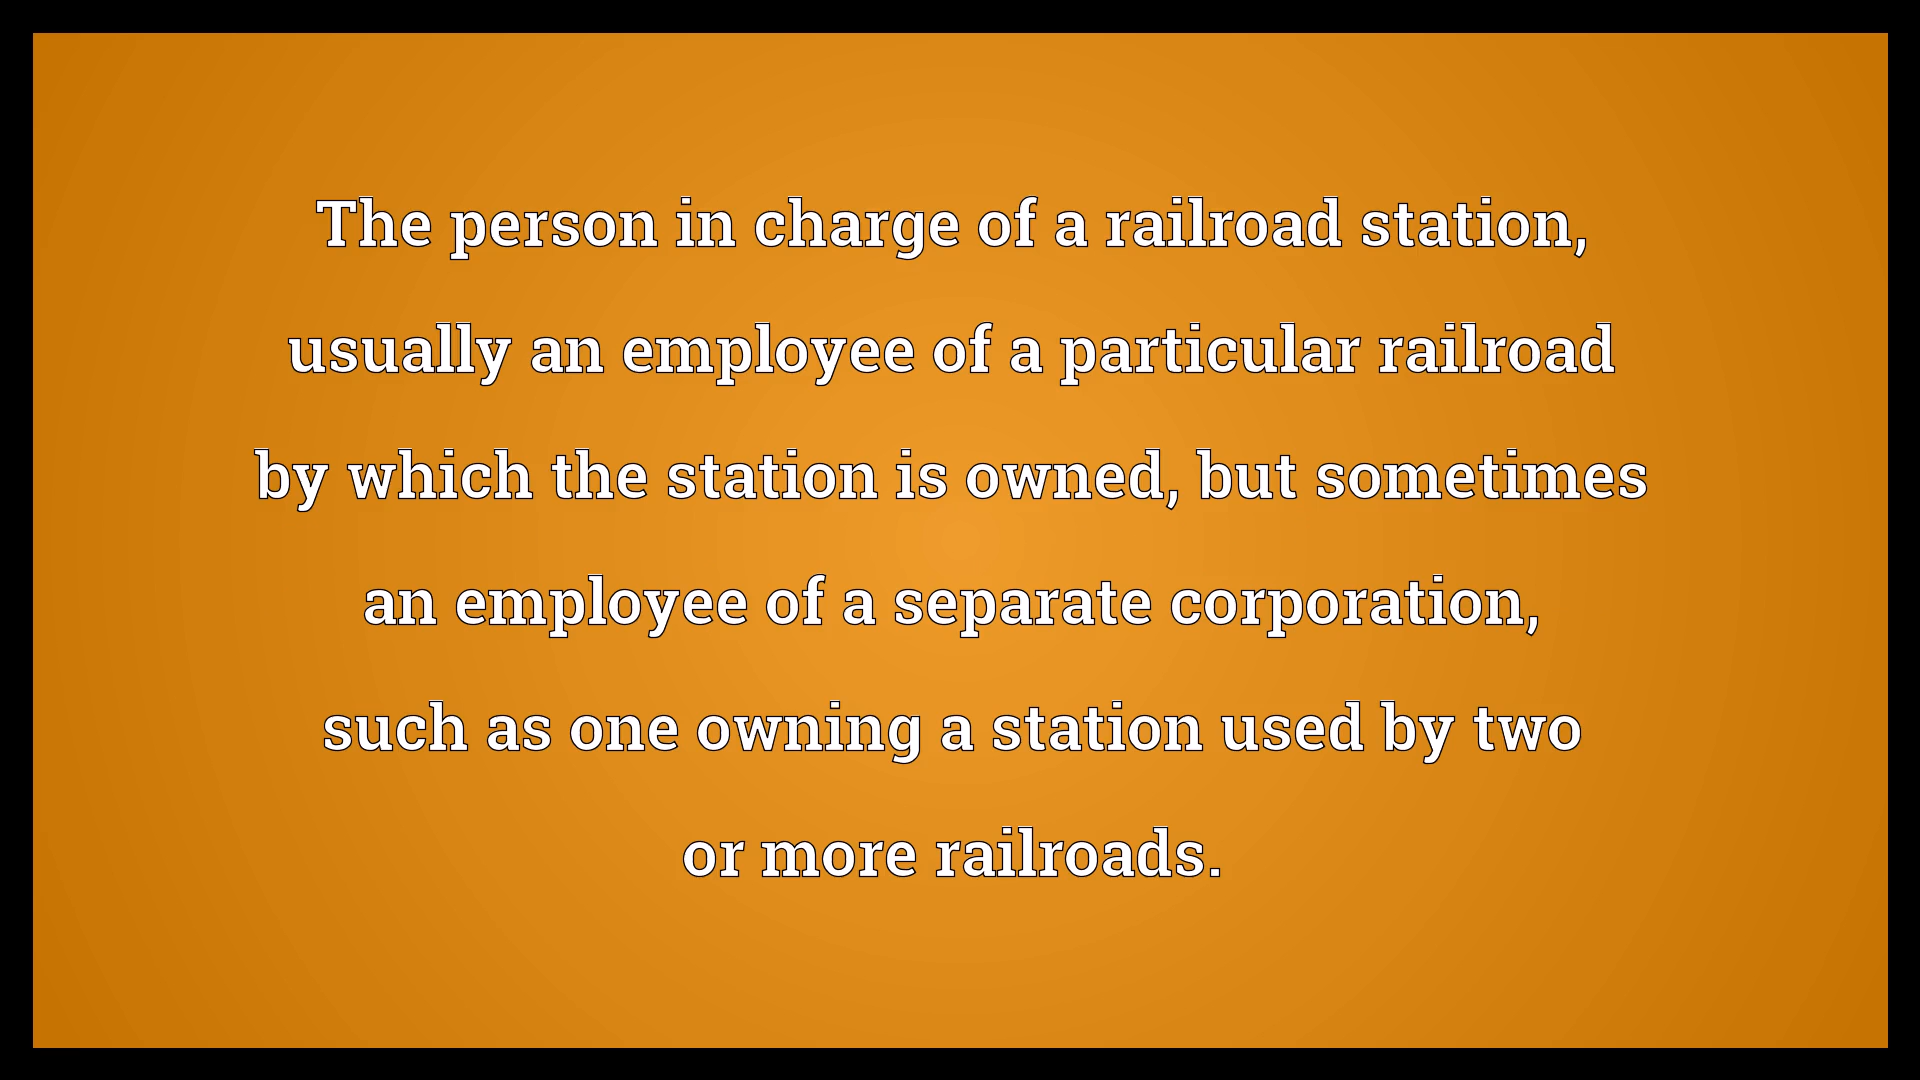 The person in charge of a railroad station,
usually an employee of a particular railroad
by which the station is owned, but sometimes
an employee of a separate corporation,
such as one owning a station used by two
or more railroads.